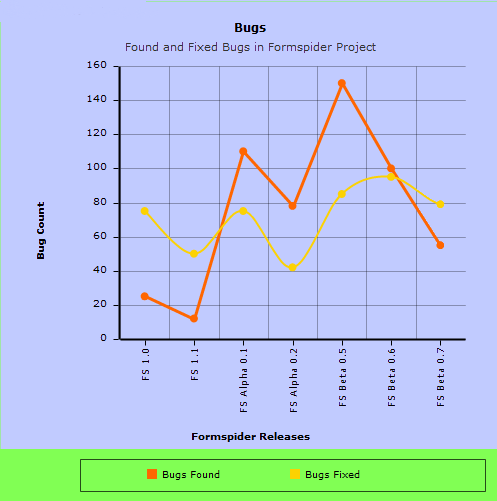 Bugs
Found and Fixed Bugs in Formspider Project
160
140
120
100
80
60
40
20
0
Bug Count
FS 1.0
FS 1.1
FS Alpha 0.1
FS Alpha 0.2
FS Beta 0.5
FS Beta 0.6
FS Beta 0.7
Formspider Releases
Bugs Found
Bugs Fixed